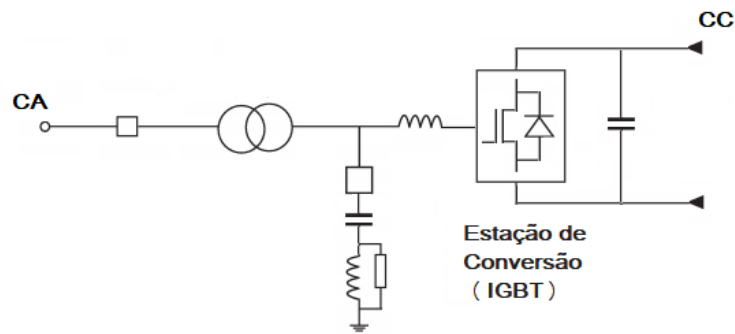 CC
CA
Estação de
Conversão
( IGBT )